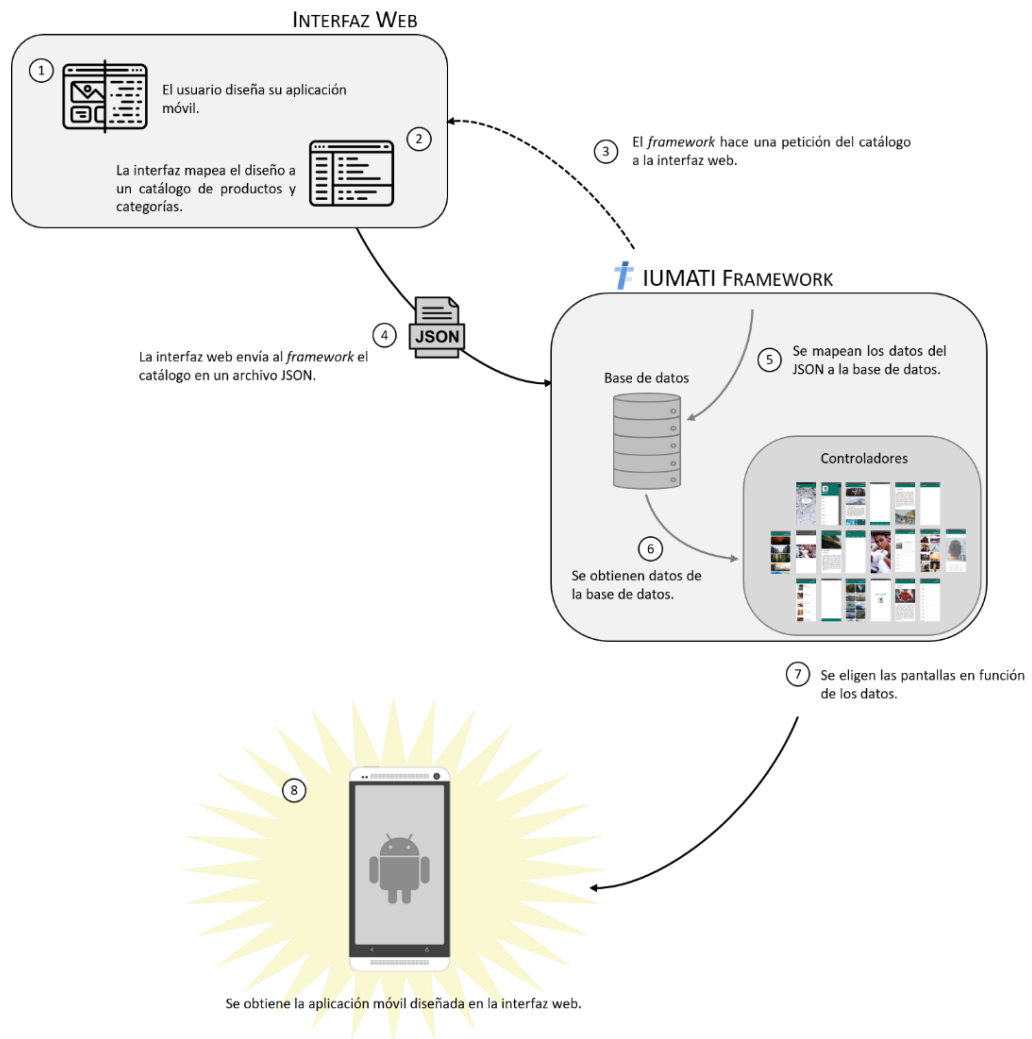 INTERFAZ WEB
1
El usuario diseña su aplicación
móvil.
2
La interfaz mapea el diseño a
un catálogo de productos y
categorías.
3
El framework hace una petición del catálogo
a la interfaz web.
4
JSON
La interfaz web envía al framework el
catálogo en un archivo JSON.
IUMATI FRAMEWORK
5
Se mapean los datos del
JSON a la base de datos.
Base de datos
Controladores
6
Se obtienen datos de
la base de datos.
7
Se eligen las pantallas en función
de los datos.
8
Se obtiene la aplicación móvil diseñada en la interfaz web.